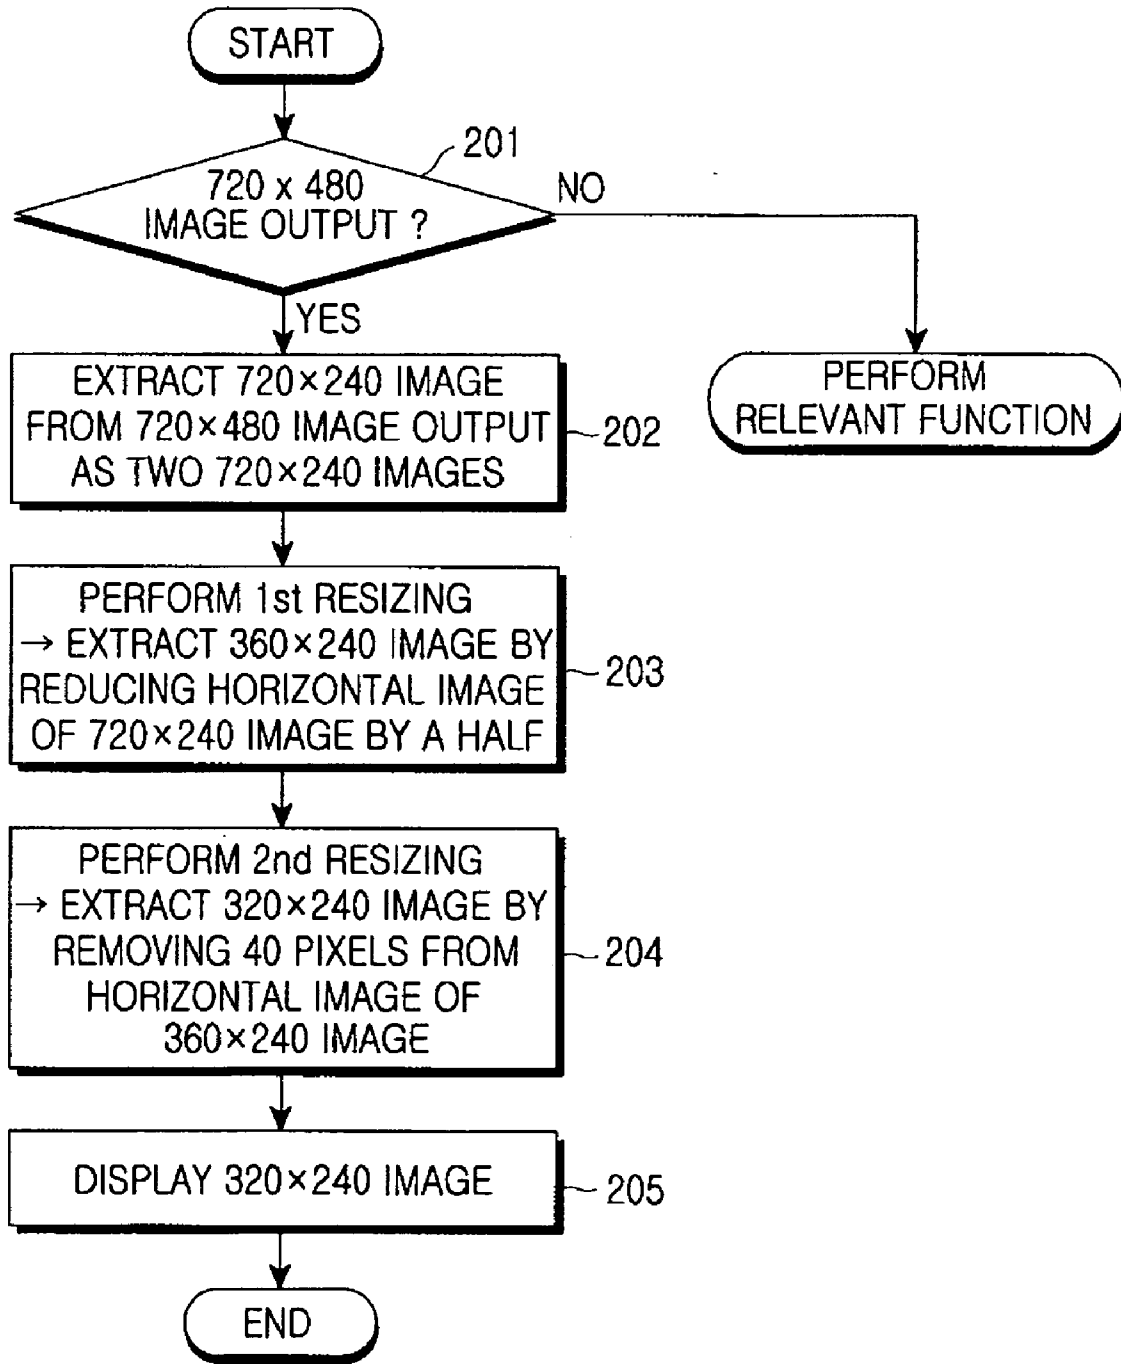 START
201
720 x 480
IMAGE OUTPUT ?
NO
YES
EXTRACT 720×240 IMAGE
FROM 720×480 IMAGE OUTPUT
AS TWO 720×240 IMAGES
202
PERFORM
RELEVANT FUNCTION
PERFORM 1st RESIZING
→ EXTRACT 360×240 IMAGE BY
REDUCING HORIZONTAL IMAGE
OF 720×240 IMAGE BY A HALF
203
PERFORM 2nd RESIZING
→ EXTRACT 320×240 IMAGE BY
REMOVING 40 PIXELS FROM
HORIZONTAL IMAGE OF
360×240 IMAGE
204
DISPLAY 320×240 IMAGE
205
END